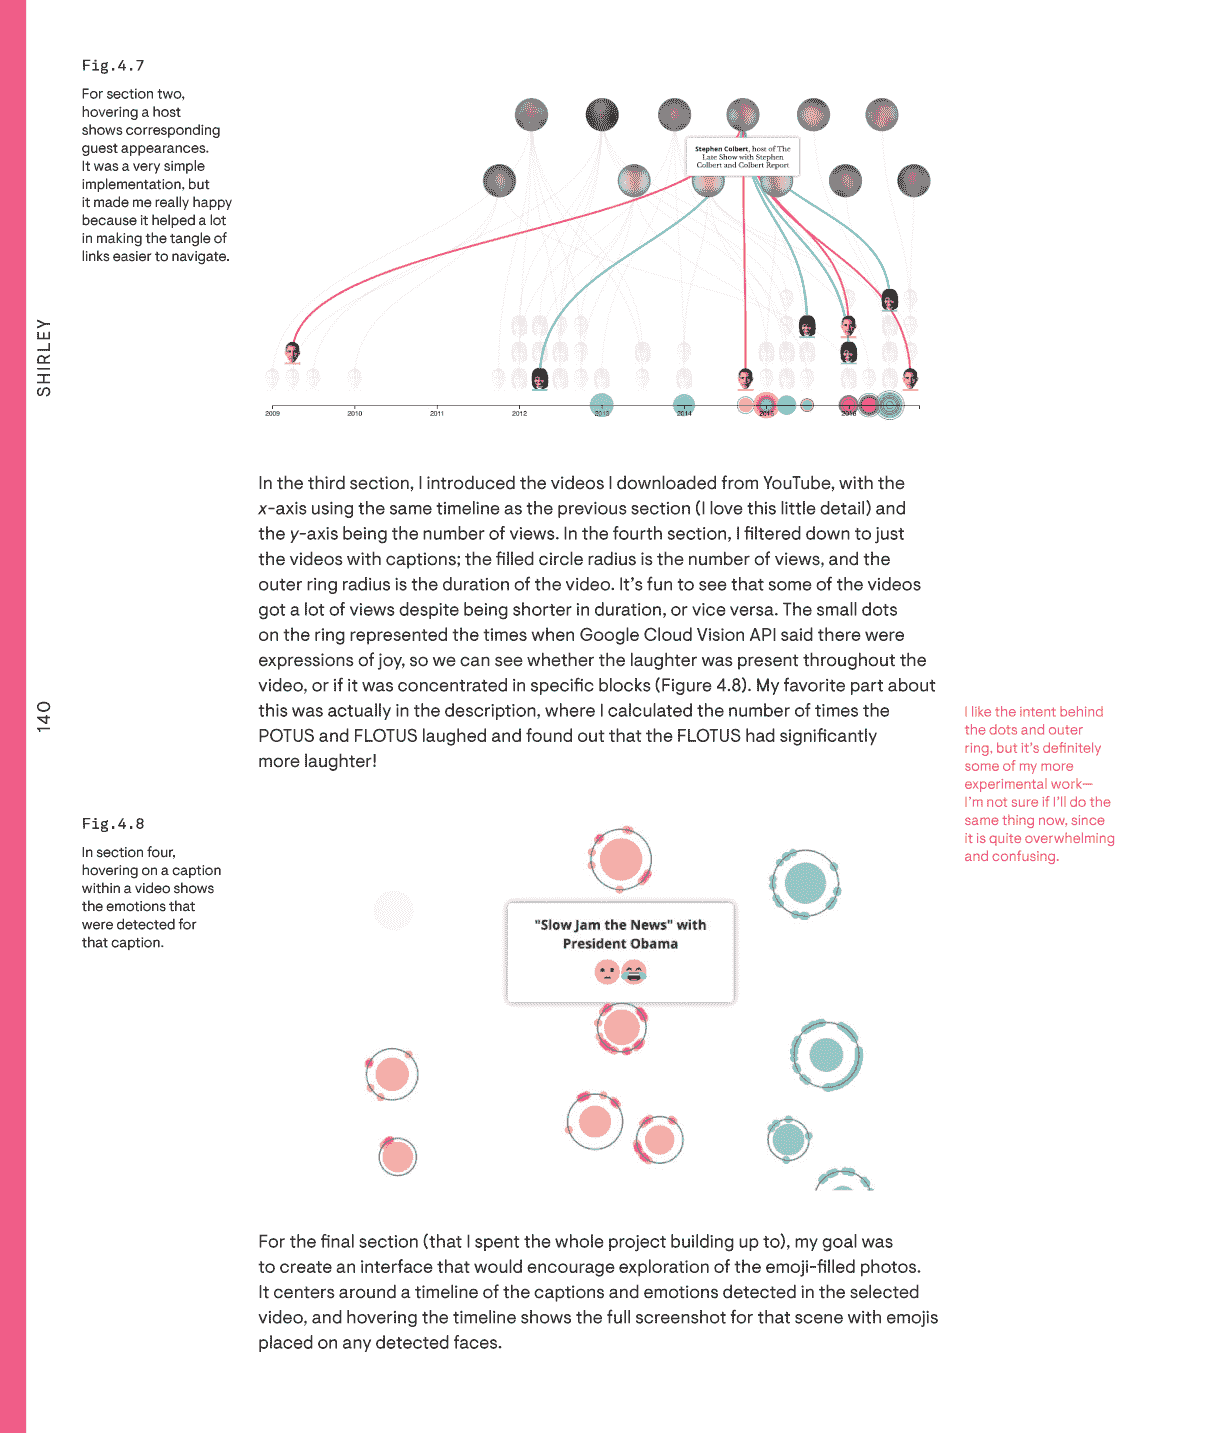 Fig.4.7
For section two,
hovering a host
shows corresponding
guest appearances.
It was a very simple
implementation, but
it made me really happy
because it helped a lot
in making the tangle of
links easier to navigate.
SHIRLEY
140
Stephen Colbert, host of The
Late Show with Stephen
Colbert and Colbert Report
2009
2010
2011
2012
2013
2014
2015
2016
In the third section, I introduced the videos I downloaded from YouTube, with the
x-axis using the same timeline as the previous section (I love this little detail) and
the y-axis being the number of views. In the fourth section, I filtered down to just
the videos with captions; the filled circle radius is the number of views, and the
outer ring radius is the duration of the video. It’s fun to see that some of the videos
got a lot of views despite being shorter in duration, or vice versa. The small dots
on the ring represented the times when Google Cloud Vision API said there were
expressions of joy, so we can see whether the laughter was present throughout the
video, or if it was concentrated in specific blocks (Figure 4.8). My favorite part about
this was actually in the description, where I calculated the number of times the
POTUS and FLOTUS laughed and found out that the FLOTUS had significantly
more laughter!
I like the intent behind
the dots and outer
ring, but it’s definitely
some of my more
experimental work—
I’m not sure if I’ll do the
same thing now, since
it is quite overwhelming
and confusing.
Fig.4.8
In section four,
hovering on a caption
within a video shows
the emotions that
were detected for
that caption.
"Slow Jam the News" with
President Obama
For the final section (that I spent the whole project building up to), my goal was
to create an interface that would encourage exploration of the emoji-filled photos.
It centers around a timeline of the captions and emotions detected in the selected
video, and hovering the timeline shows the full screenshot for that scene with emojis
placed on any detected faces.